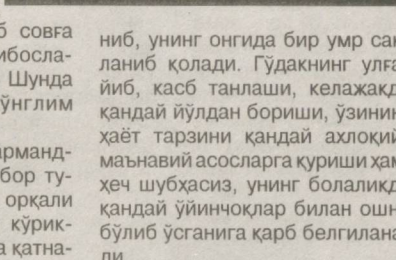 б совға
ибосла-
Шунда
ўнглим
арманд-
бор ту-
орқали
кўрик-
а қатна-
ниб, унинг онгида бир умр сақ
ланиб қолади. Гўдакнинг улға
йиб, касб танлаши, келажакд
қандай йўлдан бориши, ўзиниң
ҳаёт тарзини қандай ахлоқий
маънавий асосларга қуриши ҳам
ҳеч шубҳасиз, унинг болаликд
қандай ўйинчоқлар билан ошн
бўлиб ўсганига қарб белгилана
ди